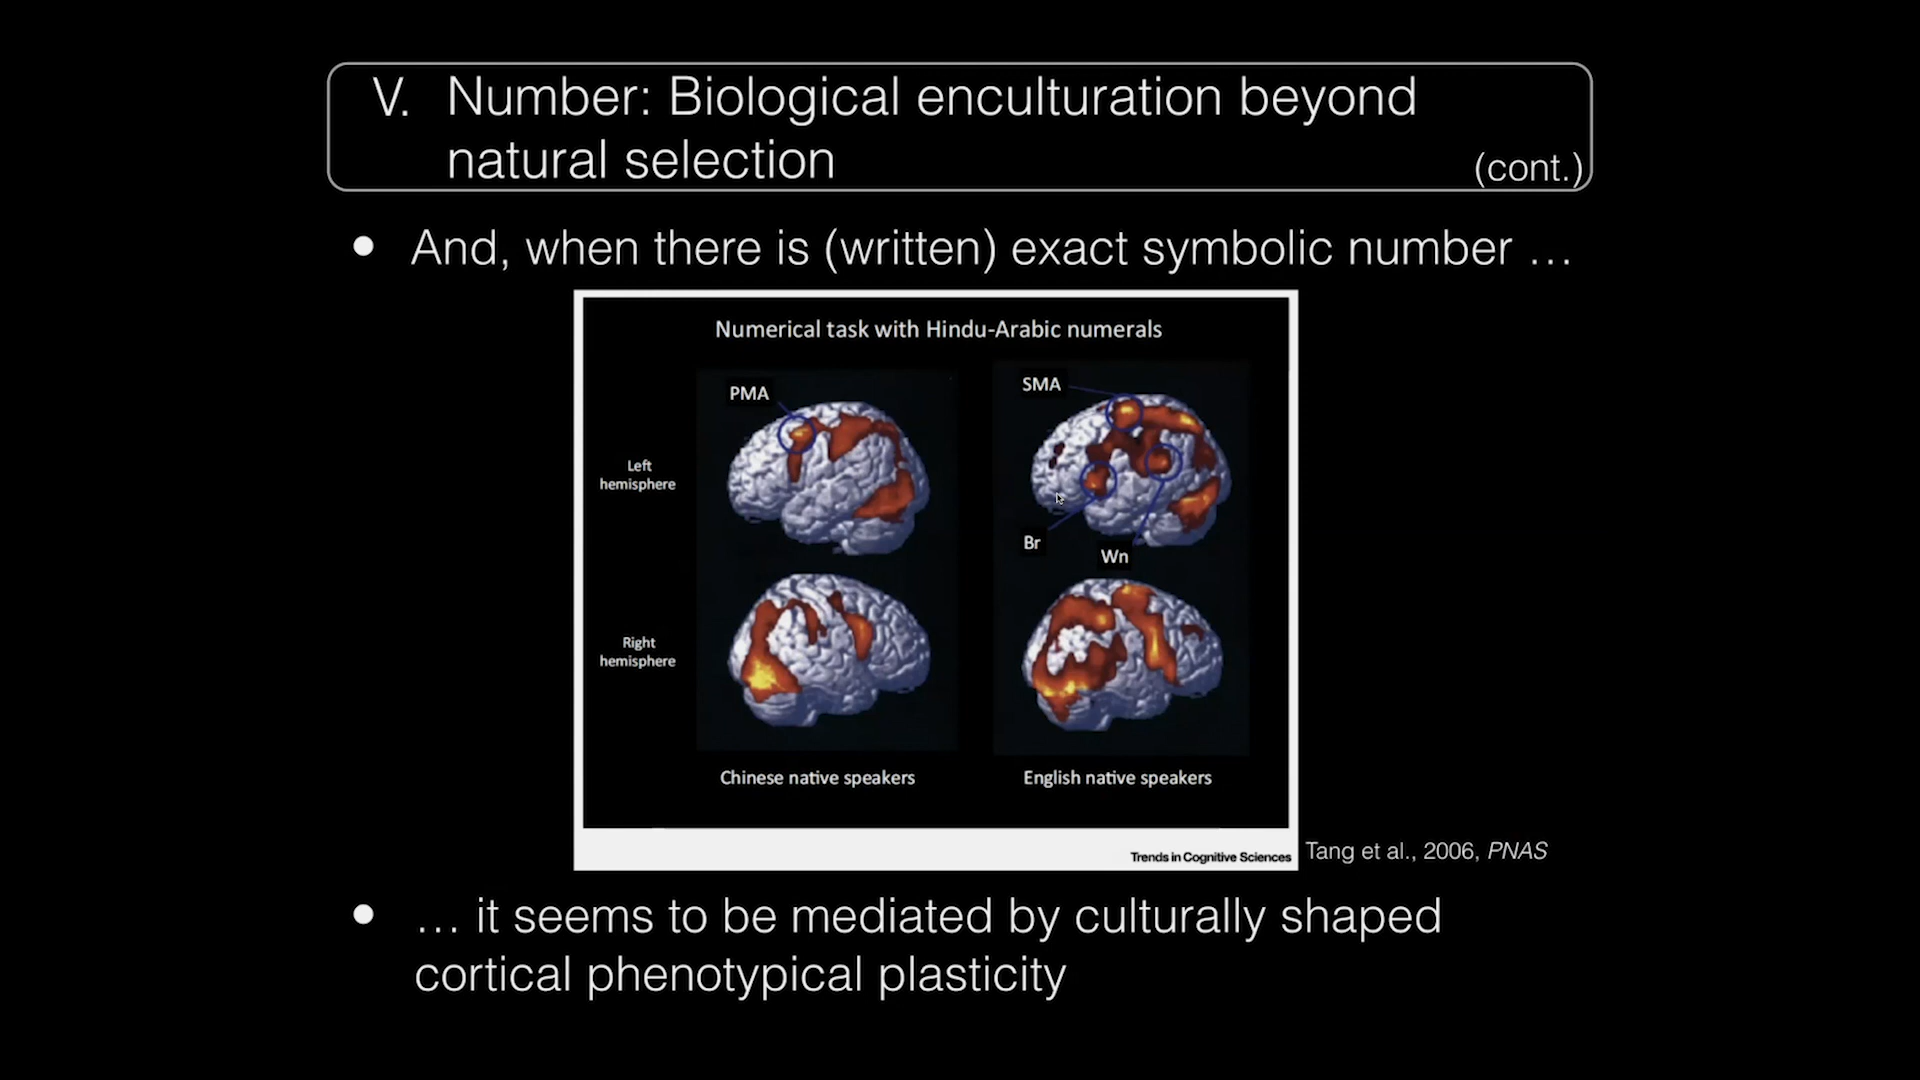 V. Number: Biological enculturation beyond
natural selection
(cont.)
• And, when there is (written) exact symbolic number …
Numerical task with Hindu-Arabic numerals
PMA
SMA
Left
hemisphere
Br
Wn
Right
hemisphere
Chinese native speakers
English native speakers
Trends in Cognitive Sciences
Tang et al., 2006, PNAS
• … it seems to be mediated by culturally shaped
cortical phenotypical plasticity